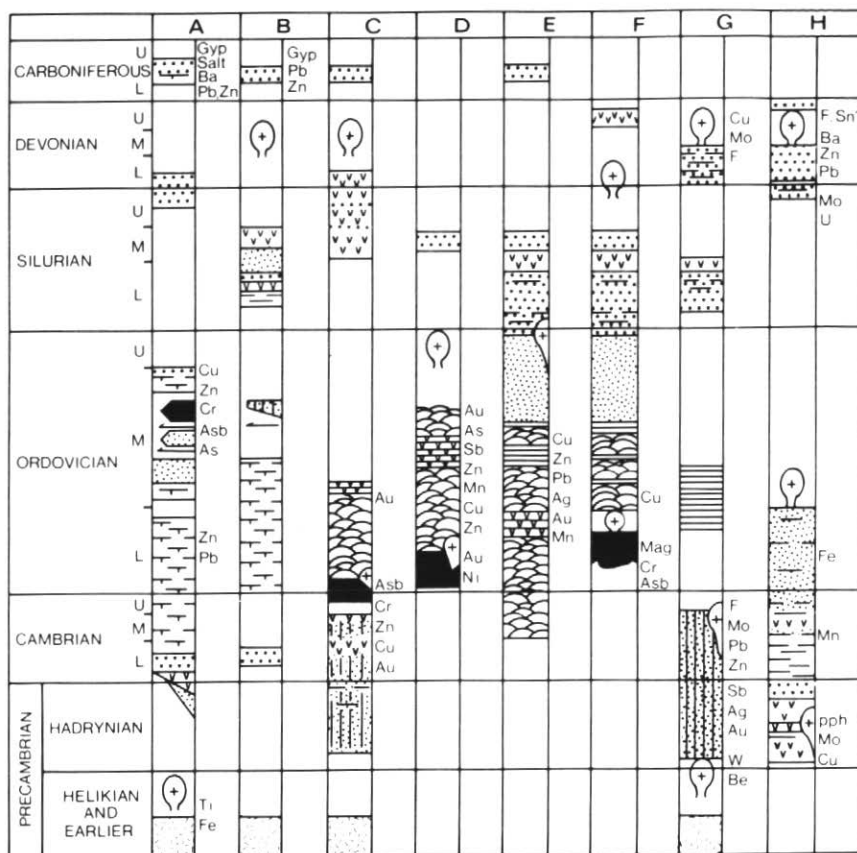 A B C D E F G H
CARBONIFEROUS
U
L
Gyp
Salt
Ba
Pb,Zn
Gyp
Pb
Zn
DEVONIAN
U
M
L
Cu
Mo
F
F, Sn
Ba
Zn
Pb
SILURIAN
U
M
L
Mo
U
ORDOVICIAN
U
M
L
Cu
Zn
Cr
Asb
As
Zn
Pb
Au
Asb
Au
As
Sb
Zn
Mn
Cu
Zn
Au
Ni
Cu
Zn
Pb
Ag
Au
Mn
Cu
Mag
Cr
Asb
Fe
CAMBRIAN
U
M
L
Cr
Zn
Cu
Au
F
Mo
Pb
Zn
Mn
PRECAMBRIAN
HADRYNIAN
Sb
Ag
Au
W
pph
Mo
Cu
HELIKIAN
AND
EARLIER
Ti
Fe
Be